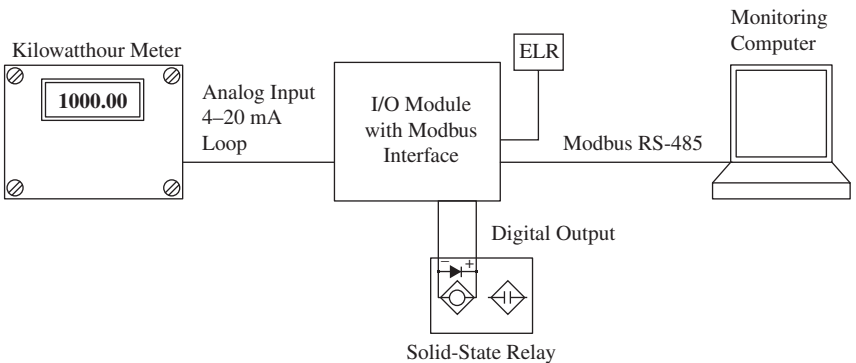 Kilowatthour Meter
1000.00
Analog Input
4–20 mA
Loop
I/O Module
with Modbus
Interface
ELR
Modbus RS-485
Monitoring
Computer
Digital Output
− +
Solid-State Relay